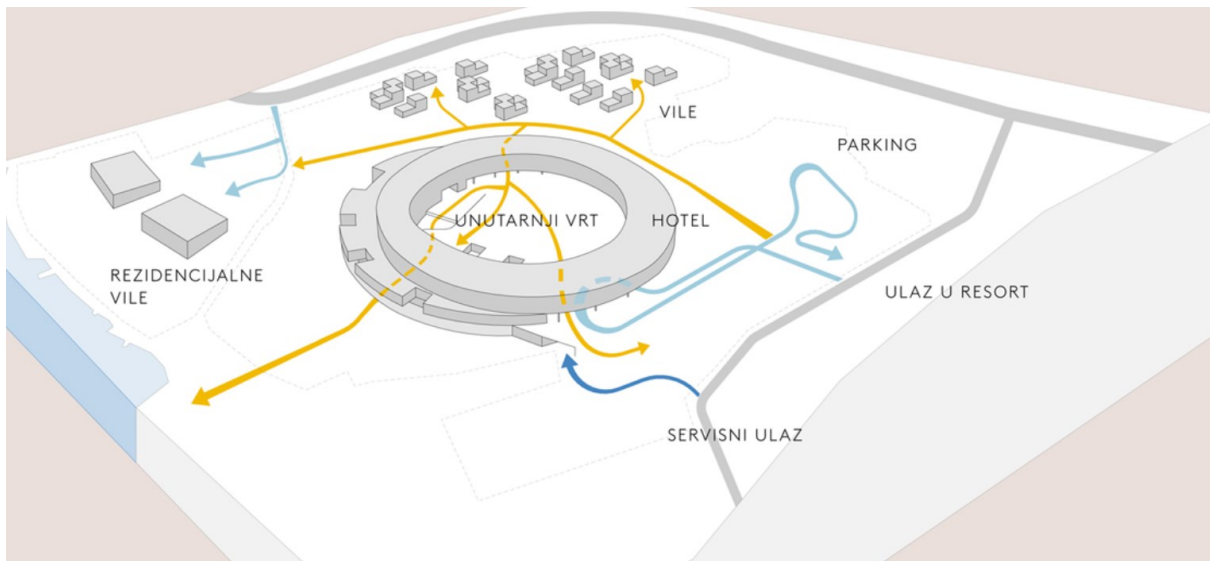 VILE
PARKING
UNUTARNJI VRT
HOTEL
REZIDENCIJALNE
VILE
ULAZ U RESORT
SERVISNI ULAZ